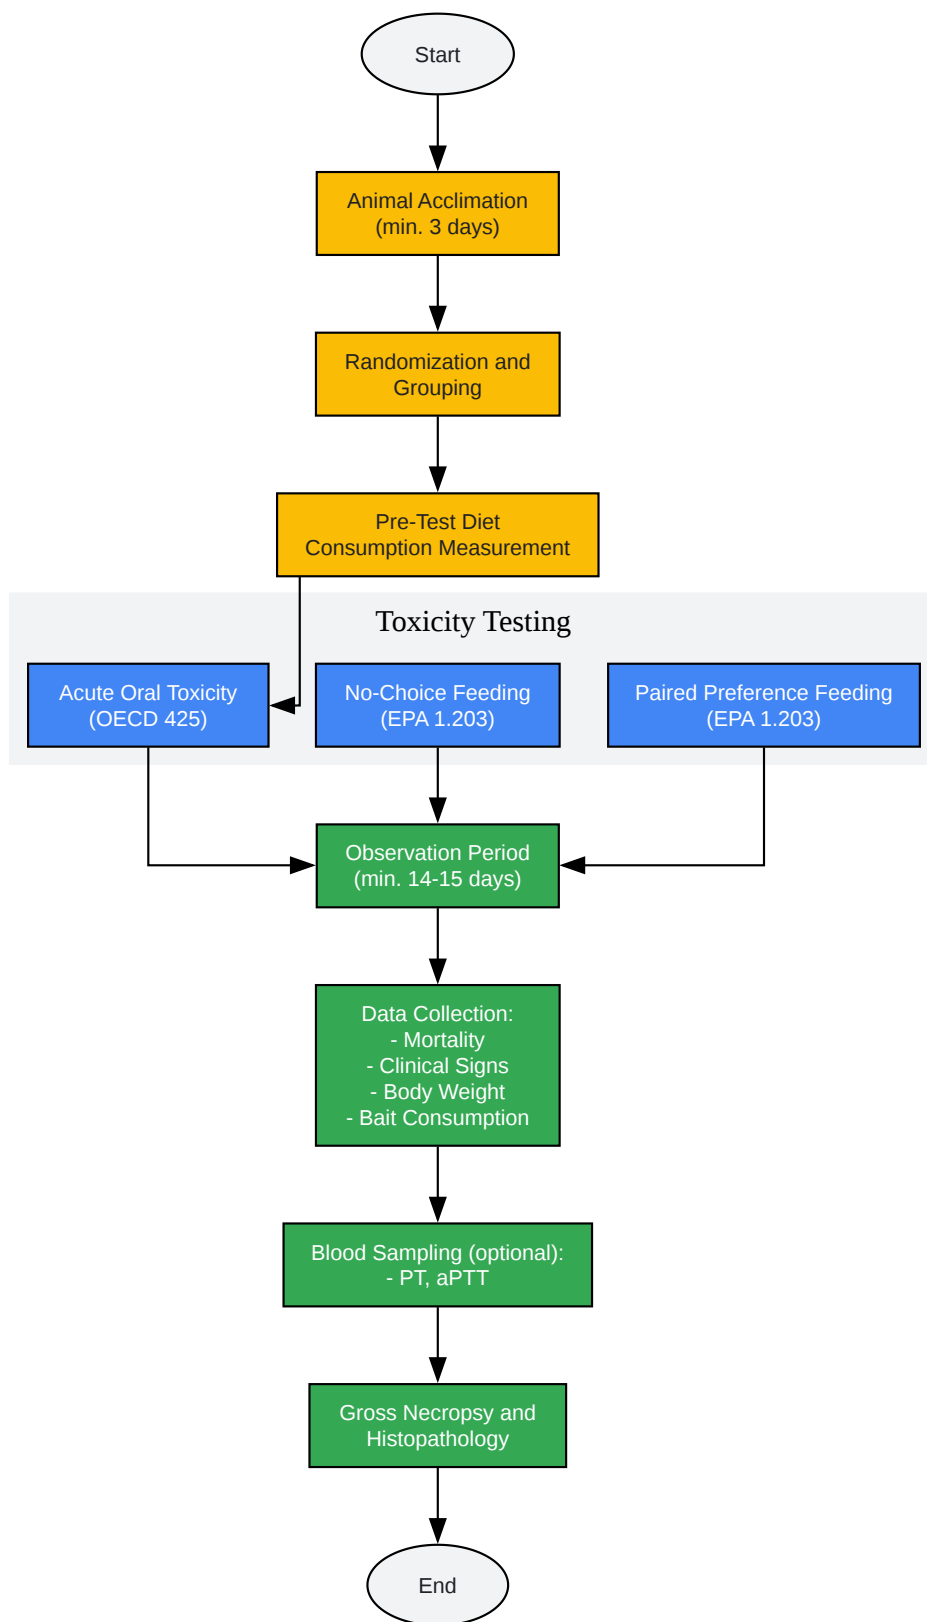 Start
Animal Acclimation
(min. 3 days)
Randomization and
Grouping
Pre-Test Diet
Consumption Measurement
Toxicity Testing
Acute Oral Toxicity
(OECD 425)
No-Choice Feeding
(EPA 1.203)
Paired Preference Feeding
(EPA 1.203)
Observation Period
(min. 14-15 days)
Data Collection:
- Mortality
- Clinical Signs
- Body Weight
- Bait Consumption
Blood Sampling (optional):
- PT, aPTT
Gross Necropsy and
Histopathology
End